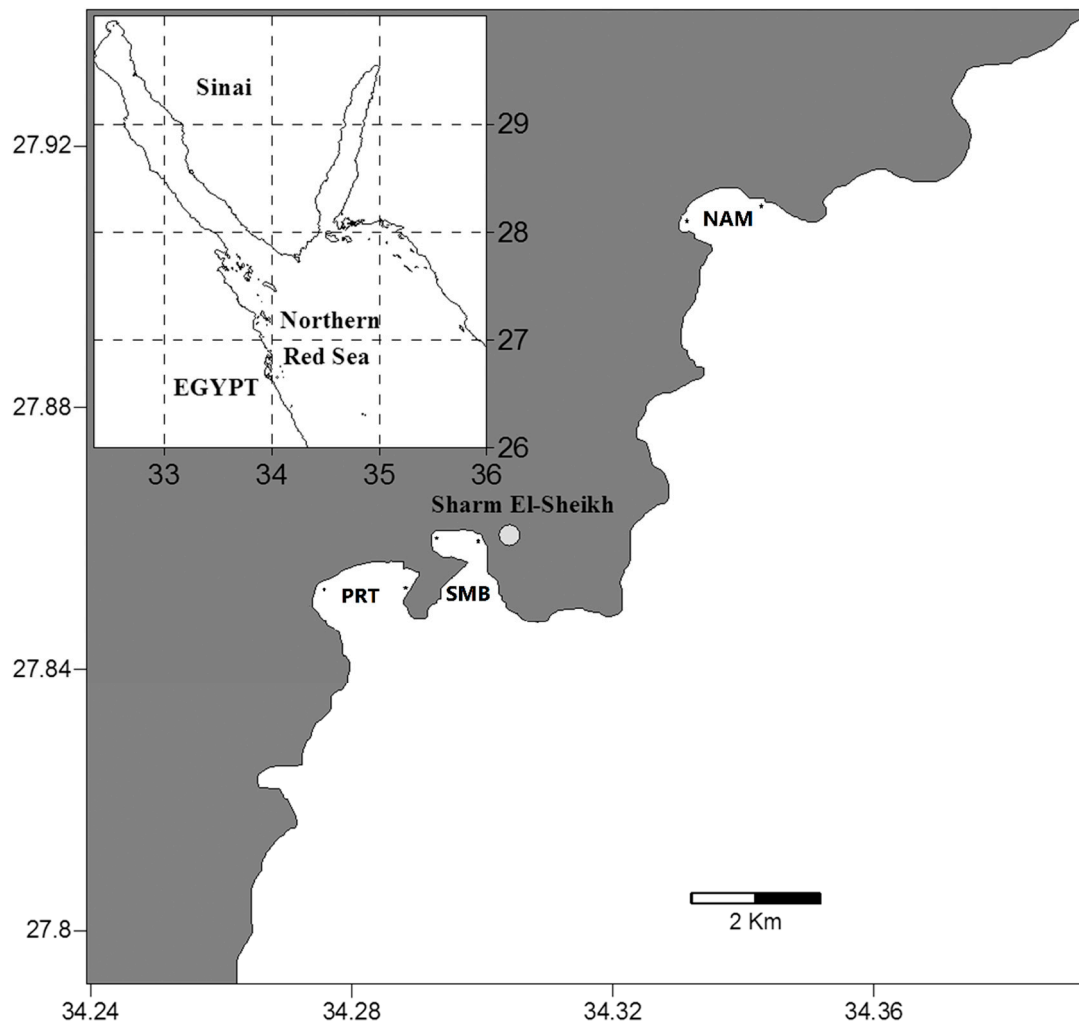 Sinai
29
27.92
NAM
28
Northern
27
Red Sea
EGYPT
27.88
26
33
34
35
36
Sharm El-Sheikh
PRT
SMB
27.84
2 Km
27.8
34.24
34.28
34.32
34.36